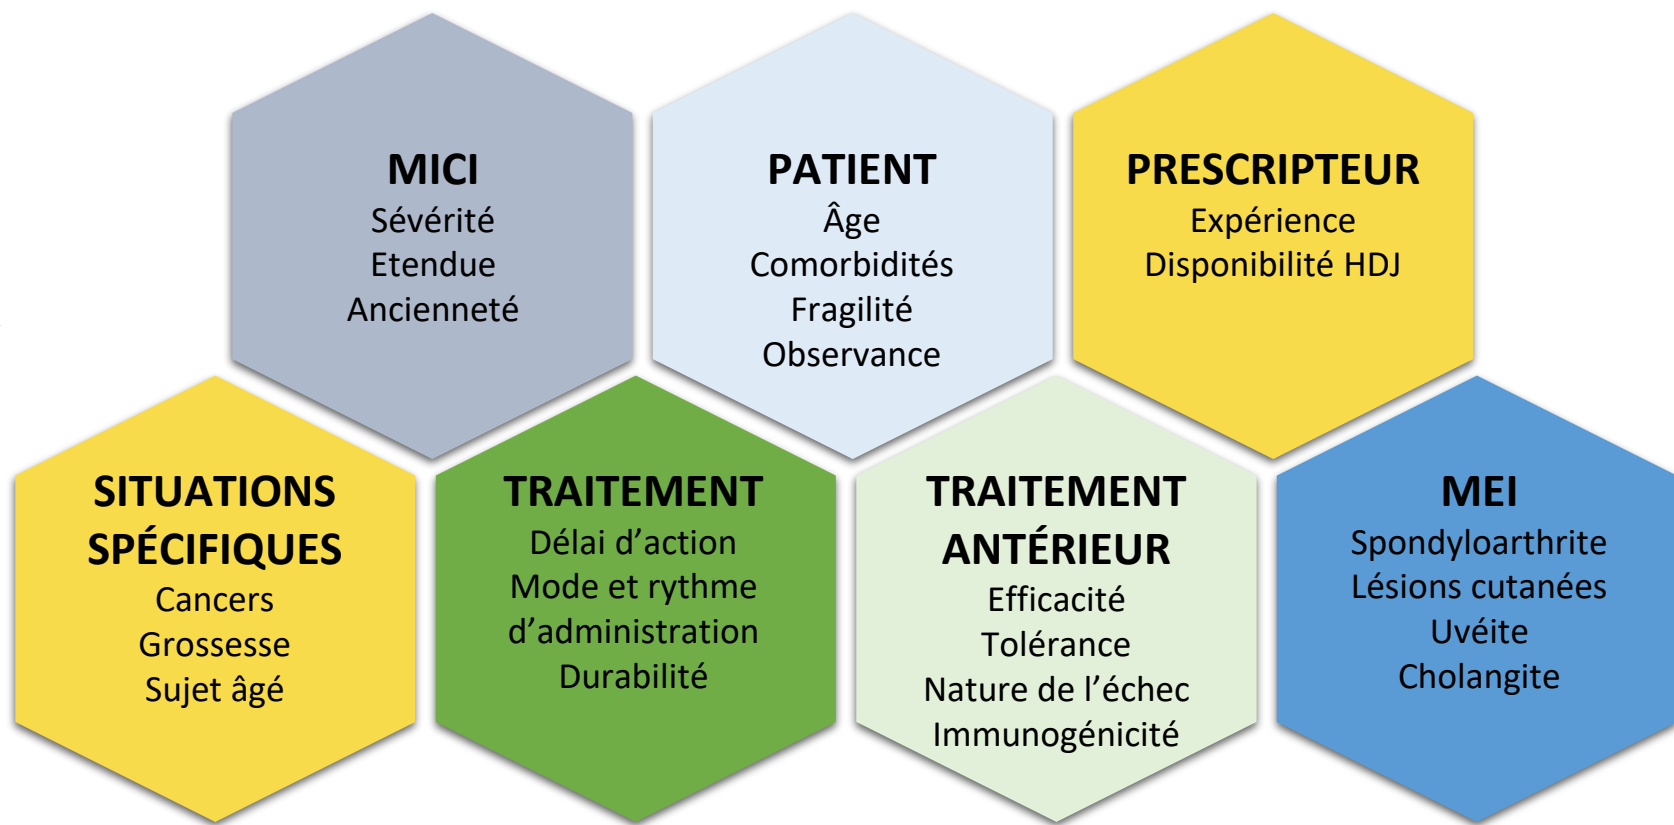 MICI
Sévérité
Etendue
Ancienneté
PATIENT
Âge
Comorbidités
Fragilité
Observance
PRESCRIPTEUR
Expérience
Disponibilité HDJ
SITUATIONS
SPÉCIFIQUES
Cancers
Grossesse
Sujet âgé
TRAITEMENT
Délai d’action
Mode et rythme
d’administration
Durabilité
TRAITEMENT
ANTÉRIEUR
Efficacité
Tolérance
Nature de l’échec
Immunogénicité
MEI
Spondyloarthrite
Lésions cutanées
Uvéite
Cholangite